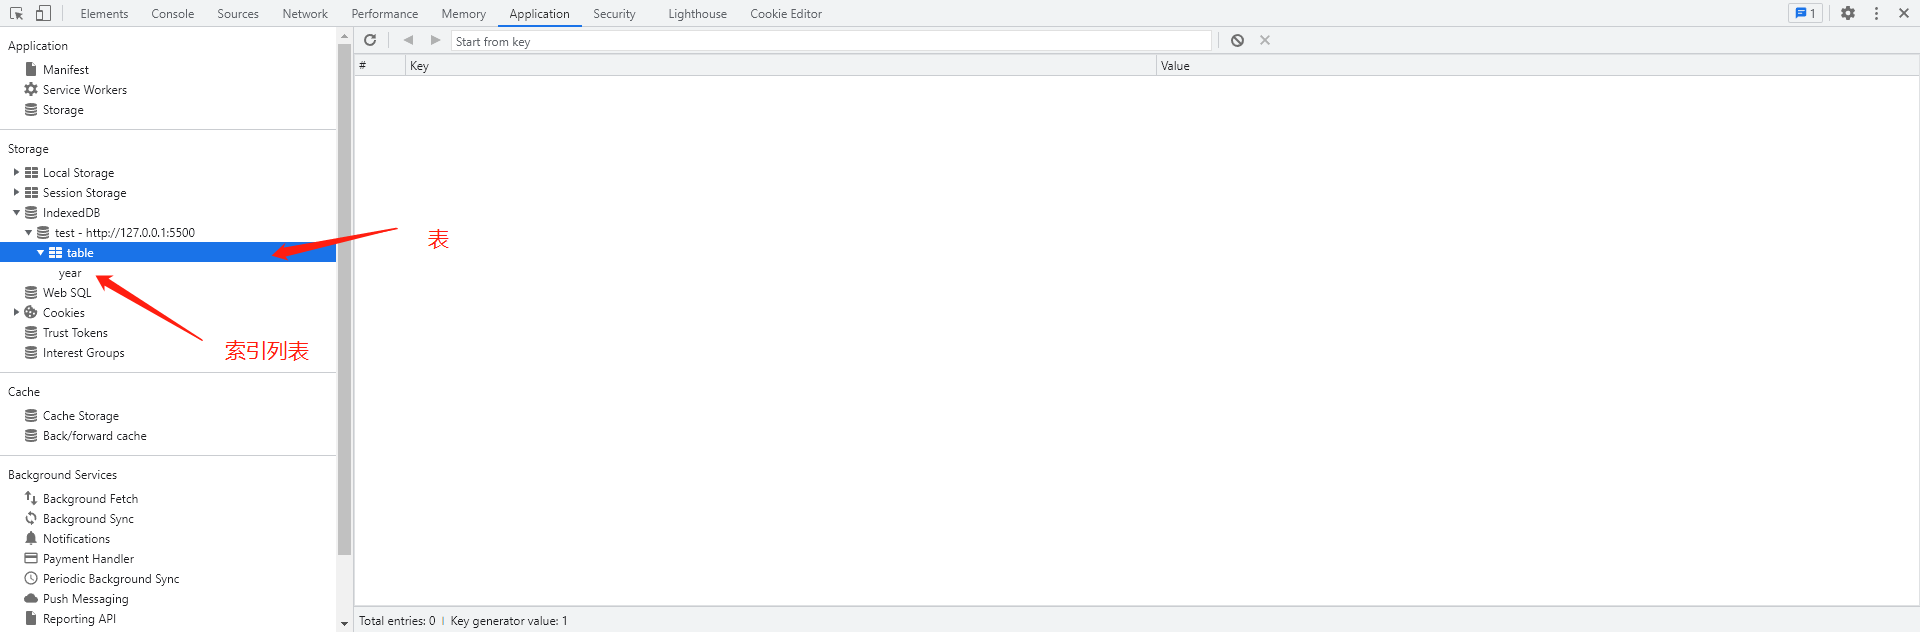 Elements Console Sources Network Performance Memory Application Security Lighthouse Cookie Editor 1
Application
Manifest
Service Workers
Storage
Storage
Local Storage
Session Storage
IndexedDB
test - http://127.0.0.1:5500
table
year
Web SQL
Cookies
Trust Tokens
Interest Groups
Cache
Cache Storage
Back/forward cache
Background Services
Background Fetch
Background Sync
Notifications
Payment Handler
Periodic Background Sync
Push Messaging
Reporting API
表
索引列表
Start from key
# Key Value
Total entries: 0 Key generator value: 1